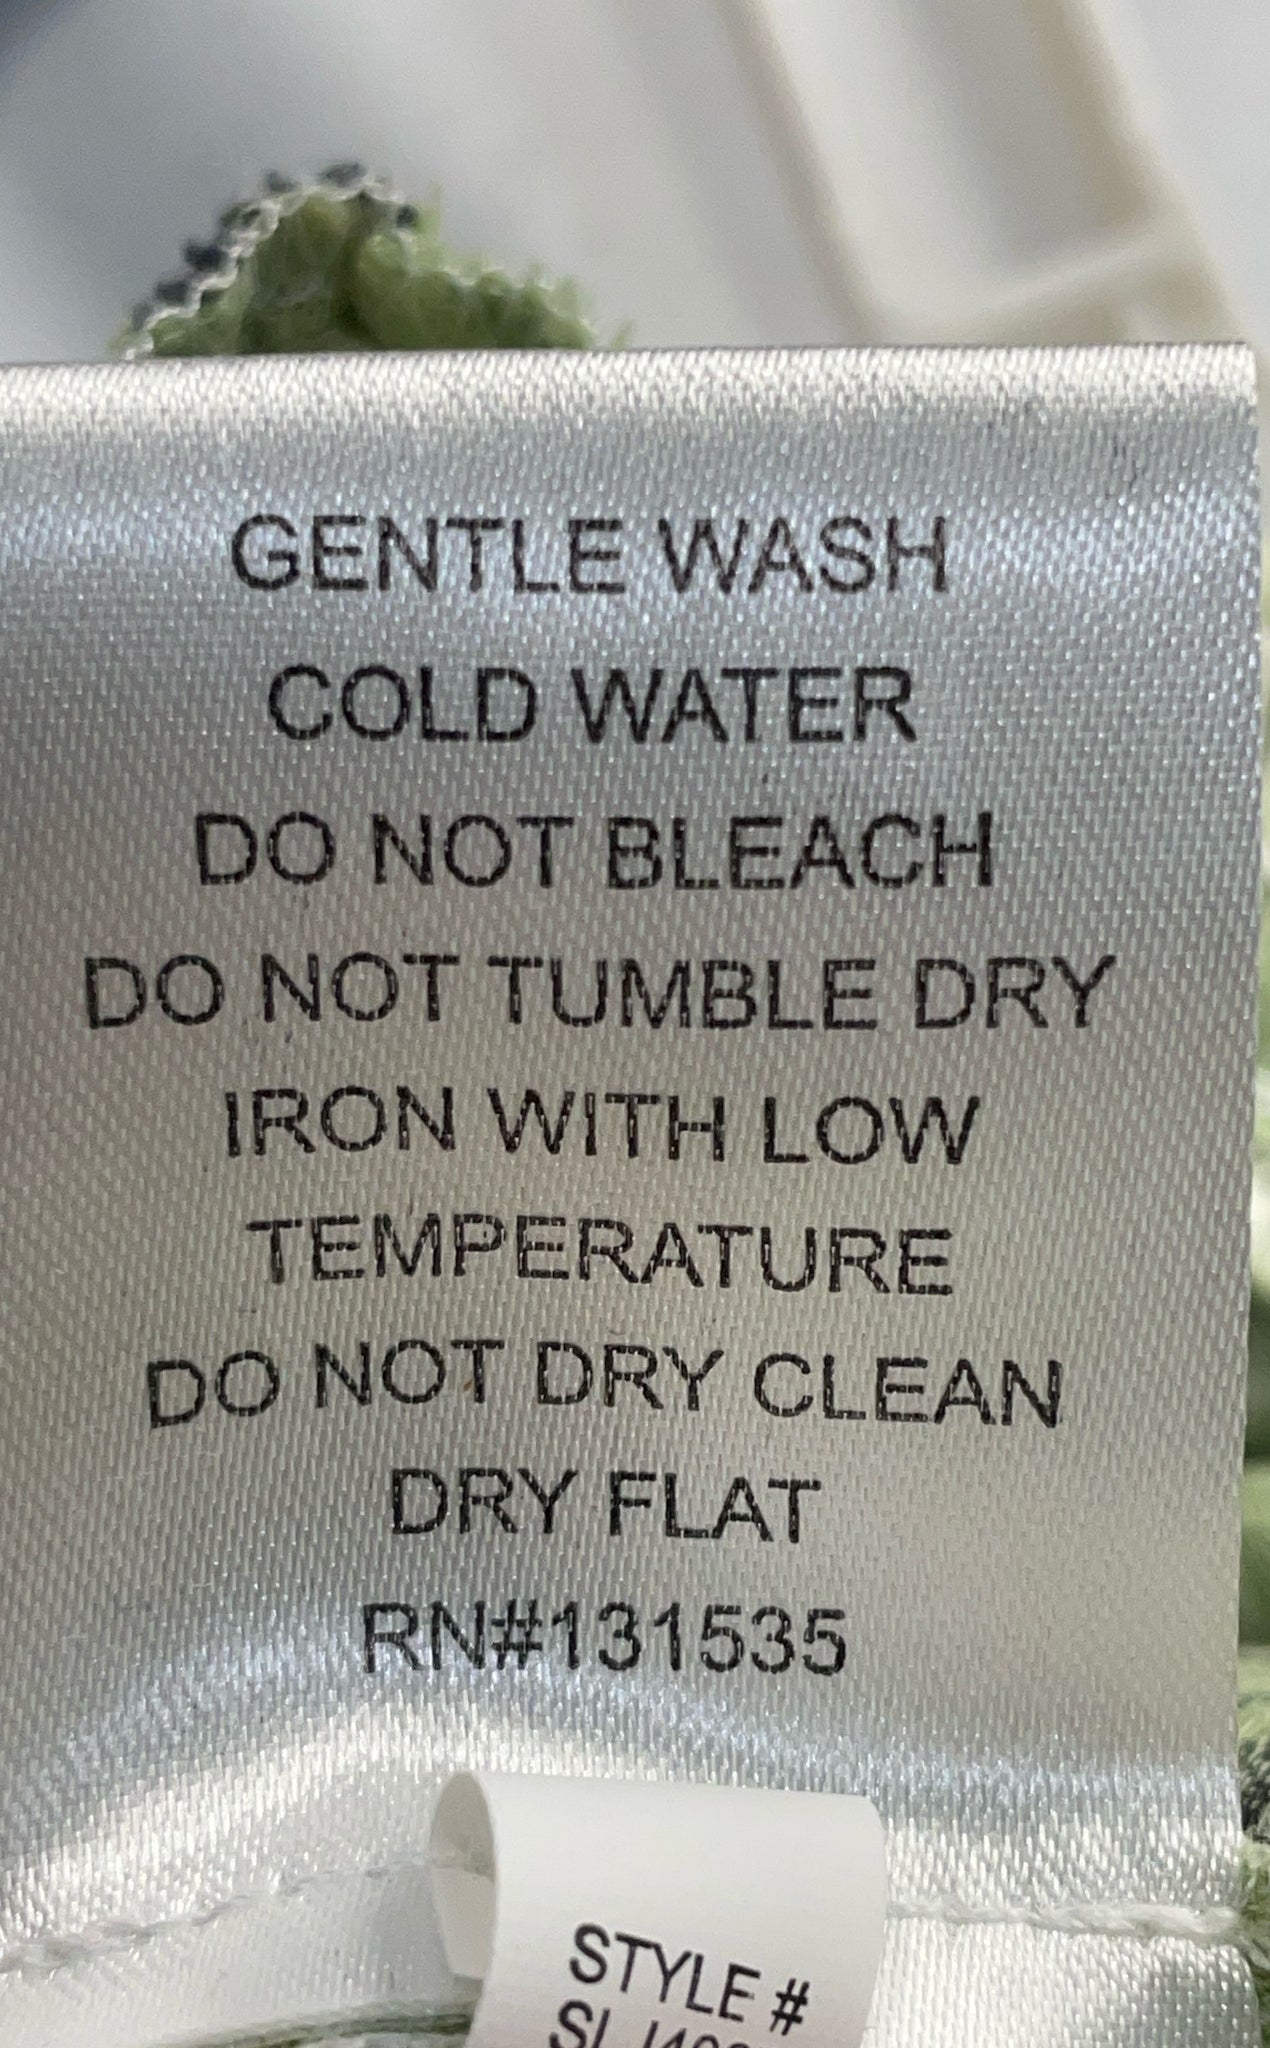 GENTLE WASH
COLD WATER
DO NOT BLEACH
DO NOT TUMBLE DRY
IRON WITH LOW
TEMPERATURE
DO NOT DRY CLEAN
DRY FLAT
RN#131535
STYLE #